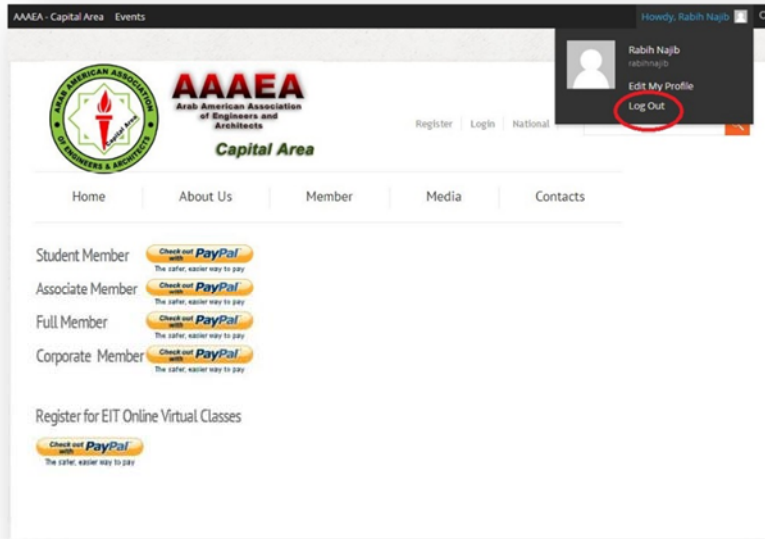 AAAEA - Capital Area Events
Howdy, Rabih Najib
Rabih Najib
rabihnajib
Edit My Profile
Log Out
ARAB AMERICAN ASSOCIATION
OF ENGINEERS & ARCHITECTS
Capital Area
AAAEA
Arab American Association
of Engineers and
Architects
Capital Area
Register Login National
Home About Us Member Media Contacts
Student Member
Check out with PayPal
The safer, easier way to pay
Associate Member
Check out with PayPal
The safer, easier way to pay
Full Member
Check out with PayPal
The safer, easier way to pay
Corporate Member
Check out with PayPal
The safer, easier way to pay
Register for EIT Online Virtual Classes
Check out with PayPal
The safer, easier way to pay